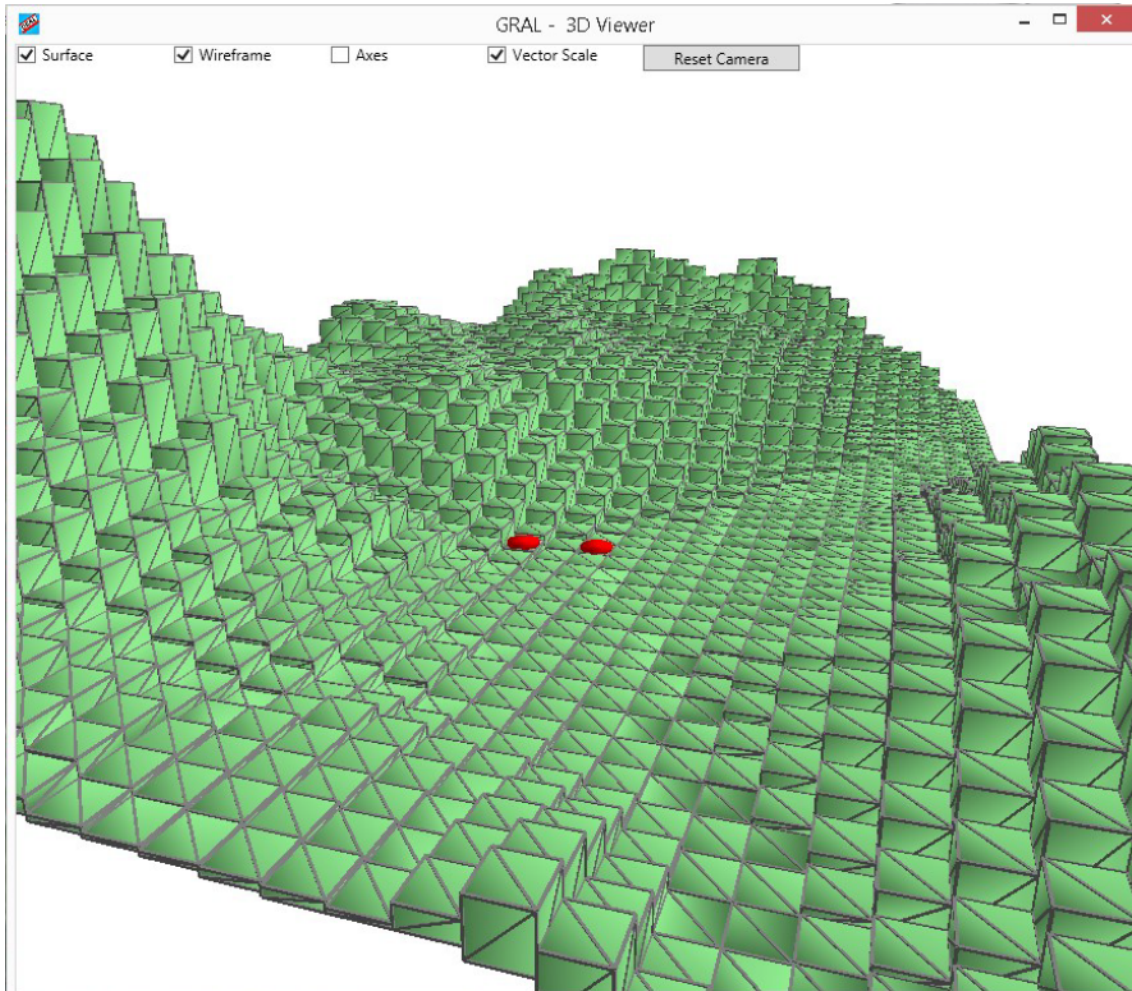 GRAL - 3D Viewer
Surface
Wireframe
Axes
Vector Scale
Reset Camera